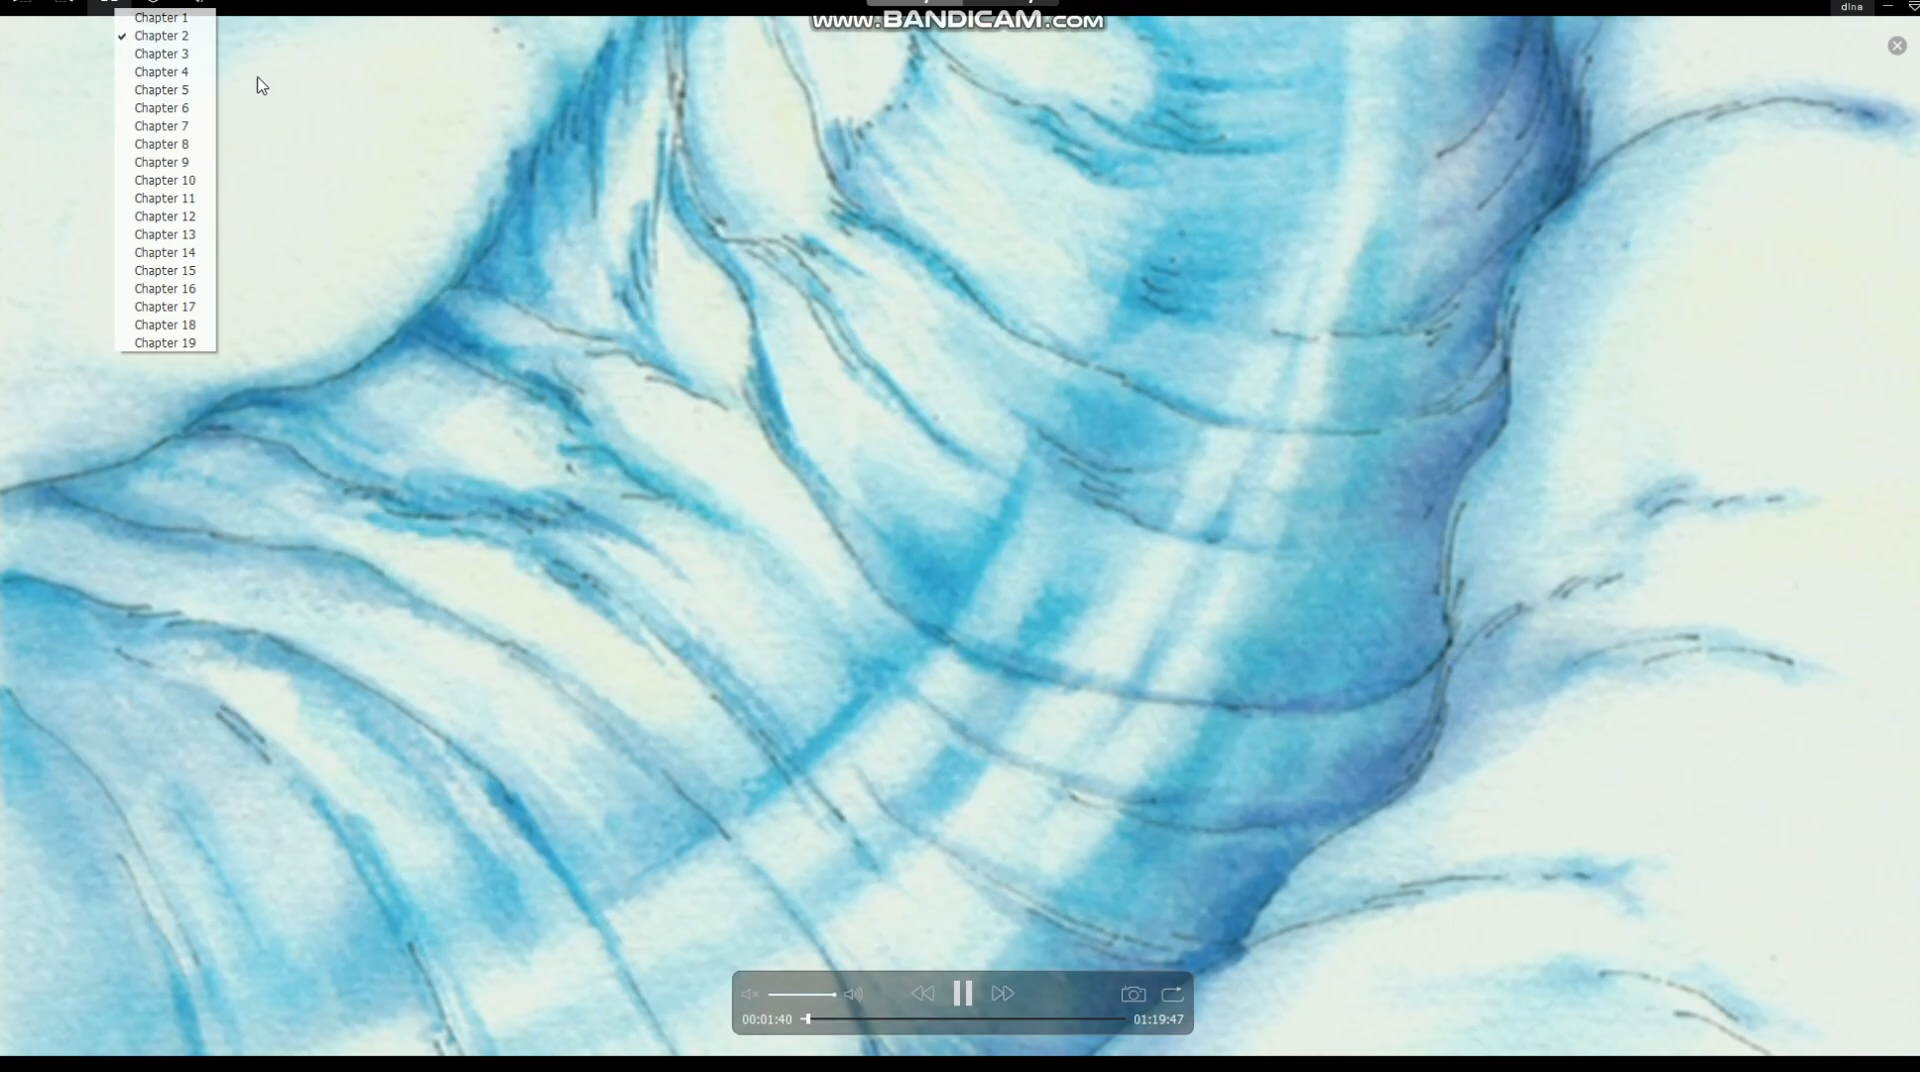 www.BANDICAM.com
dlna
Chapter 1
Chapter 2
Chapter 3
Chapter 4
Chapter 5
Chapter 6
Chapter 7
Chapter 8
Chapter 9
Chapter 10
Chapter 11
Chapter 12
Chapter 13
Chapter 14
Chapter 15
Chapter 16
Chapter 17
Chapter 18
Chapter 19
00:01:40
01:19:47